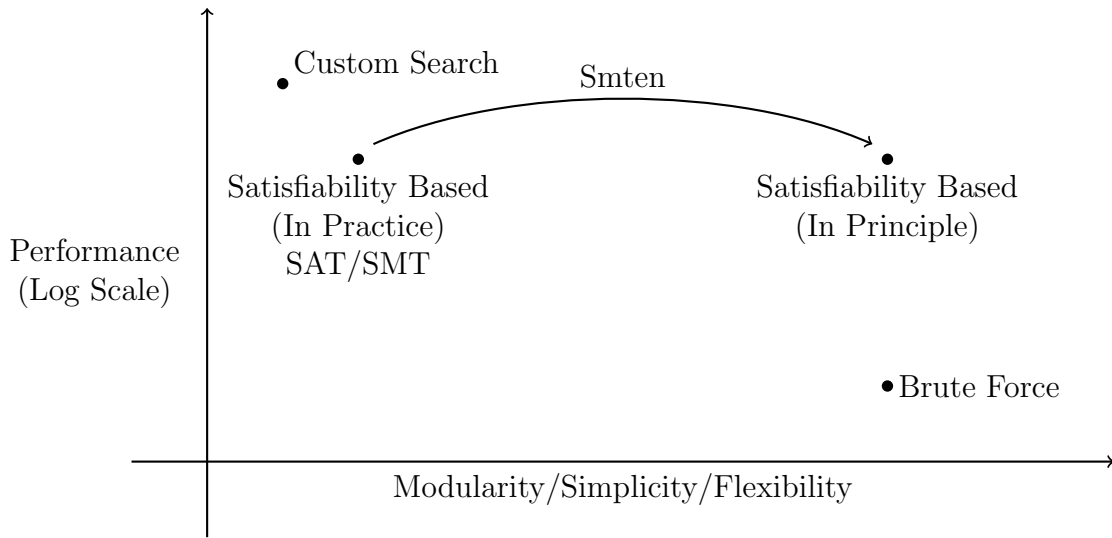 Custom Search
Smten
Satisfiability Based
(In Practice)
SAT/SMT
Satisfiability Based
(In Principle)
Performance
(Log Scale)
Brute Force
Modularity/Simplicity/Flexibility